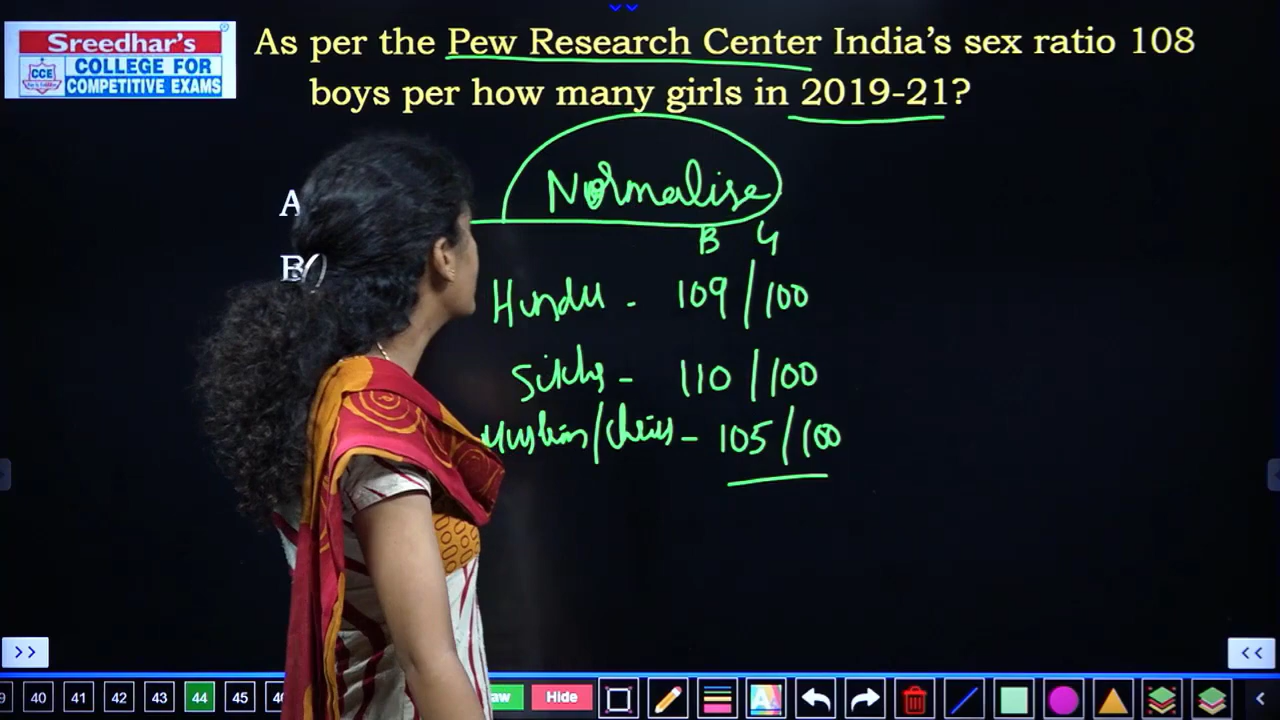 Sreedhar's
CCE
COLLEGE FOR
COMPETITIVE EXAMS
As per the Pew Research Center India's sex ratio 108
boys per how many girls in 2019-21?
A
B
Normalise
B G
Hindu - 109/100
Sikhs - 110/100
105/100
>>
<<
40 41 42 43 44 45
Hide